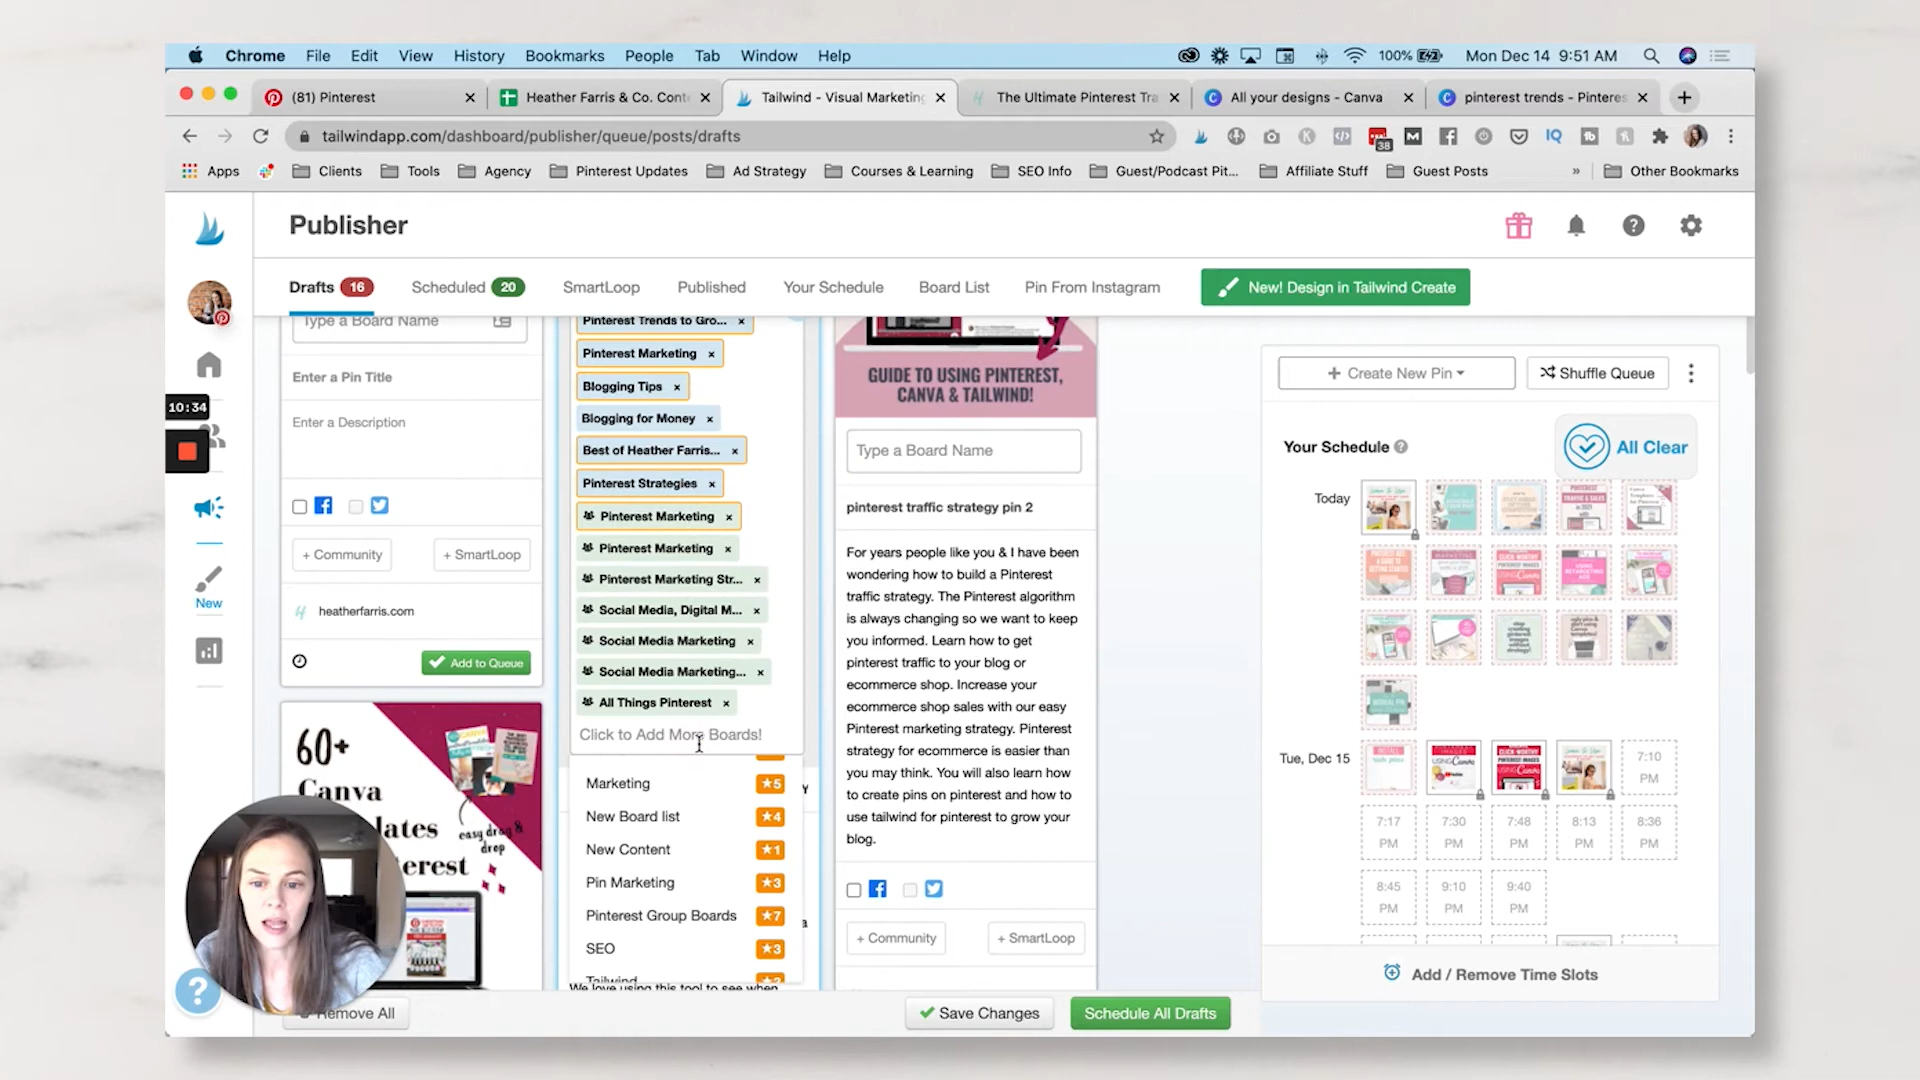 Chrome File Edit View History Bookmarks People Tab Window Help 100% Mon Dec 14 9:51 AM
(81) Pinterest
Heather Farris & Co. Cont
Tailwind - Visual Marketing
The Ultimate Pinterest Tra
All your designs - Canva
pinterest trends - Pinteres
tailwindapp.com/dashboard/publisher/queue/posts/drafts
38
Apps Clients Tools Agency Pinterest Updates Ad Strategy Courses & Learning SEO Info Guest/Podcast Pit... Affiliate Stuff Guest Posts » Other Bookmarks
Publisher
Drafts 16 Scheduled 20 SmartLoop Published Your Schedule Board List Pin From Instagram New! Design in Tailwind Create
10:34
New
Type a Board Name
Enter a Pin Title
Enter a Description
+ Community + SmartLoop
heatherfarris.com
Add to Queue
60+
Canva
lates
easy drag &
drop
erest
Pinterest Trends to Gro... ×
Pinterest Marketing ×
Blogging Tips ×
Blogging for Money ×
Best of Heather Farris... ×
Pinterest Strategies ×
Pinterest Marketing ×
Pinterest Marketing ×
Pinterest Marketing Str... ×
Social Media, Digital M... ×
Social Media Marketing ×
Social Media Marketing... ×
All Things Pinterest ×
Click to Add More Boards!
Marketing ★5
New Board list ★4
New Content ★1
Pin Marketing ★3
Pinterest Group Boards ★7
SEO ★3
Tailwind
We love using this tool to see when
GUIDE TO USING PINTEREST,
CANVA & TAILWIND!
Type a Board Name
pinterest traffic strategy pin 2
For years people like you & I have been
wondering how to build a Pinterest
traffic strategy. The Pinterest algorithm
is always changing so we want to keep
you informed. Learn how to get
pinterest traffic to your blog or
ecommerce shop. Increase your
ecommerce shop sales with our easy
Pinterest marketing strategy. Pinterest
strategy for ecommerce is easier than
you may think. You will also learn how
to create pins on pinterest and how to
use tailwind for pinterest to grow your
blog.
+ Community + SmartLoop
+ Create New Pin
Shuffle Queue
Your Schedule
All Clear
Today
Tue, Dec 15
7:10
PM
7:17
PM
7:30
PM
7:48
PM
8:13
PM
8:36
PM
8:45
PM
9:10
PM
9:40
PM
Add / Remove Time Slots
Remove All
Save Changes
Schedule All Drafts